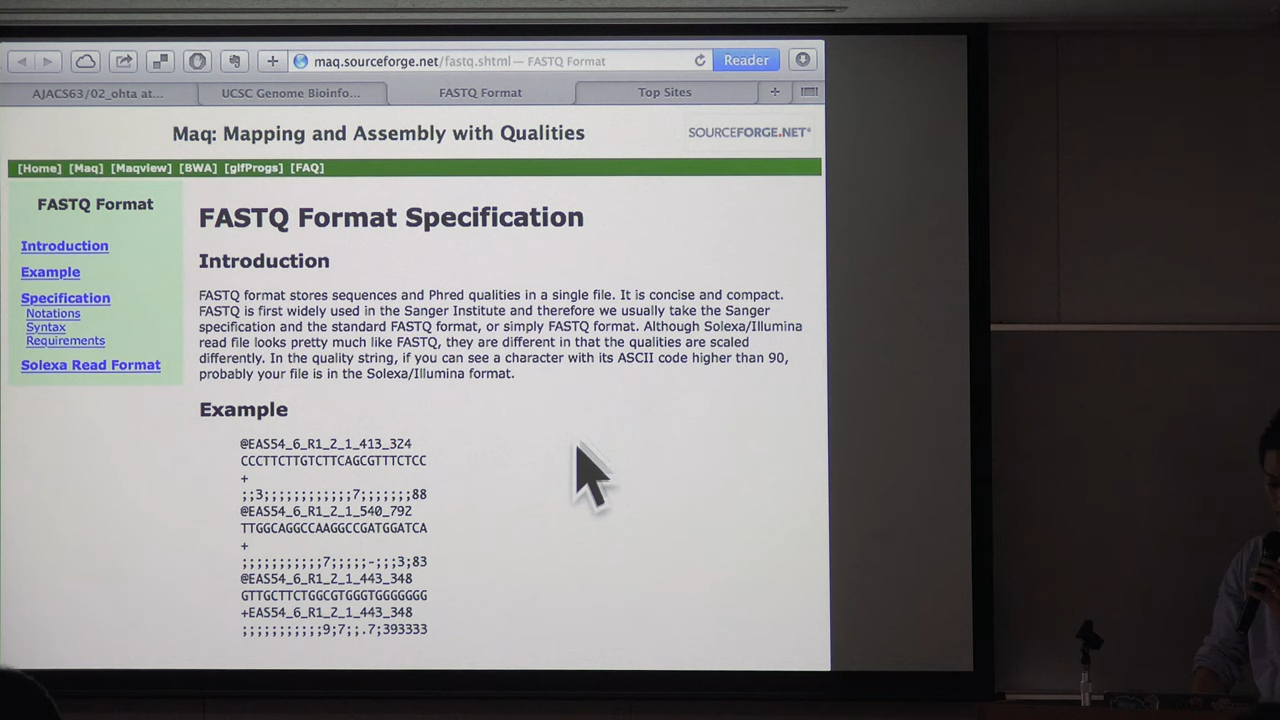 maq.sourceforge.net/fastq.shtml — FASTQ Format
Reader
AJACS63/02_ohta at...
UCSC Genome Bioinfo...
FASTQ Format
Top Sites
Maq: Mapping and Assembly with Qualities
SOURCEFORGE.NET®
[Home] [Maq] [Maqview] [BWA] [glfProgs] [FAQ]
FASTQ Format
Introduction
Example
Specification
Notations
Syntax
Requirements
Solexa Read Format
FASTQ Format Specification
Introduction
FASTQ format stores sequences and Phred qualities in a single file. It is concise and compact.
FASTQ is first widely used in the Sanger Institute and therefore we usually take the Sanger
specification and the standard FASTQ format, or simply FASTQ format. Although Solexa/Illumina
read file looks pretty much like FASTQ, they are different in that the qualities are scaled
differently. In the quality string, if you can see a character with its ASCII code higher than 90,
probably your file is in the Solexa/Illumina format.
Example
@EAS54_6_R1_2_1_413_324
CCCTTCTTGTCTTCAGCGTTTCTCC
+
;;3;;;;;;;;;;;;7;;;;;;;88
@EAS54_6_R1_2_1_540_792
TTGGCAGGCCAAGGCCGATGGATCA
+
;;;;;;;;;;;7;;;;;-;;;3;83
@EAS54_6_R1_2_1_443_348
GTTGCTTCTGGCGTGGGTGGGGGGG
+EAS54_6_R1_2_1_443_348
;;;;;;;;;;;9;7;;.7;393333